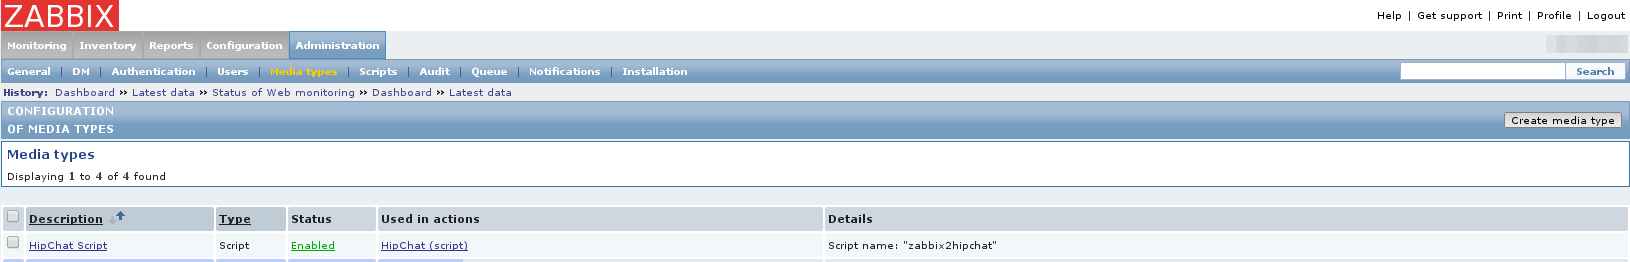 ZABBIX
Help | Get support | Print | Profile | Logout
Monitoring Inventory Reports Configuration Administration
General | DM | Authentication | Users | Media types | Scripts | Audit | Queue | Notifications | Installation Search
History: Dashboard » Latest data » Status of Web monitoring » Dashboard » Latest data
CONFIGURATION
OF MEDIA TYPES
Create media type
Media types
Displaying 1 to 4 of 4 found
Description Type Status Used in actions Details
HipChat Script Script Enabled HipChat (script) Script name: "zabbix2hipchat"